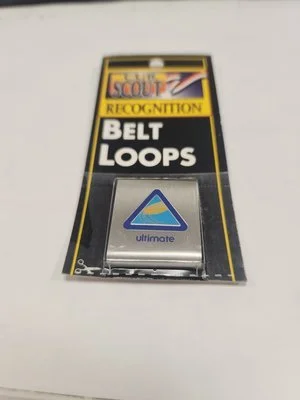 CUB
SCOUT
RECOGNITION
BELT
LOOPS
ultimate